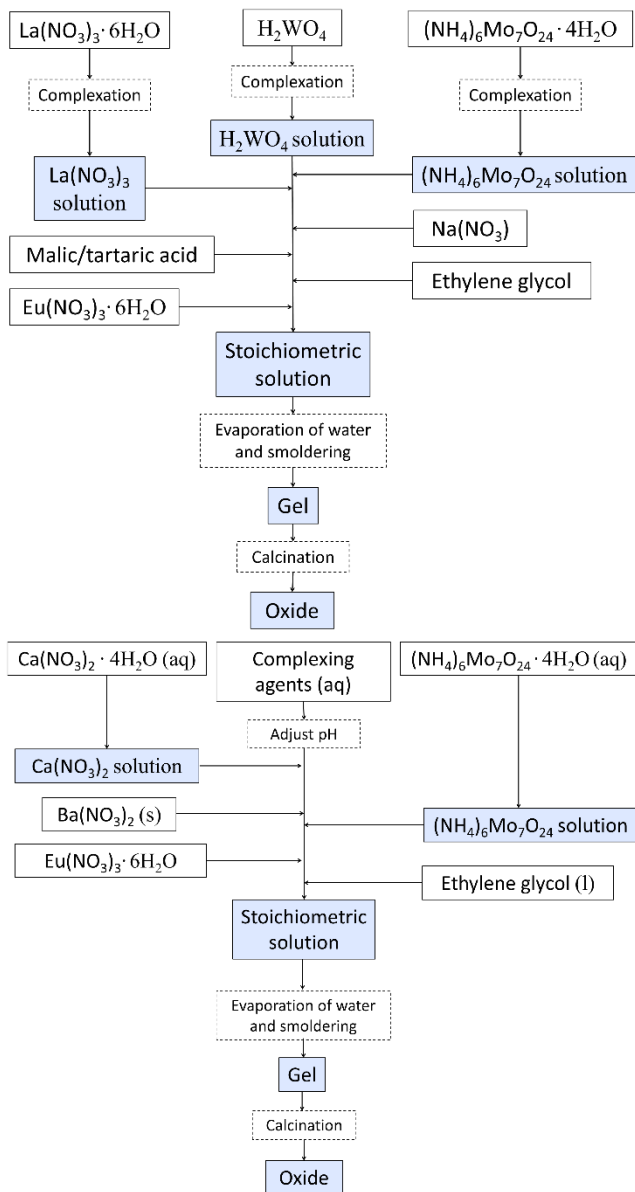 La(NO₃)₃· 6H₂O
H₂WO₄
(NH₄)₆Mo₇O₂₄ · 4H₂O
Complexation
Complexation
Complexation
H₂WO₄ solution
La(NO₃)₃
solution
(NH₄)₆Mo₇O₂₄ solution
Na(NO₃)
Malic/tartaric acid
Ethylene glycol
Eu(NO₃)₃· 6H₂O
Stoichiometric
solution
Evaporation of water
and smoldering
Gel
Calcination
Oxide
Ca(NO₃)₂ · 4H₂O (aq)
Complexing
agents (aq)
(NH₄)₆Mo₇O₂₄ · 4H₂O (aq)
Adjust pH
Ca(NO₃)₂ solution
Ba(NO₃)₂ (s)
(NH₄)₆Mo₇O₂₄ solution
Eu(NO₃)₃· 6H₂O
Ethylene glycol (l)
Stoichiometric
solution
Evaporation of water
and smoldering
Gel
Calcination
Oxide